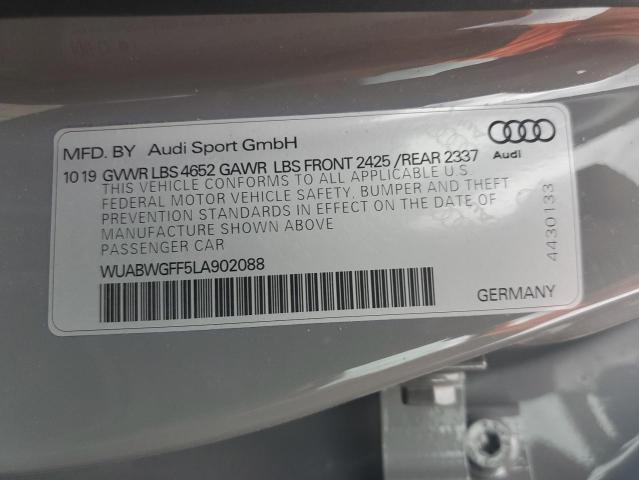 MFD. BY Audi Sport GmbH
10 19 GVWR LBS 4652 GAWR LBS FRONT 2425 /REAR 2337
Audi
THIS VEHICLE CONFORMS TO ALL APPLICABLE U.S.
FEDERAL MOTOR VEHICLE SAFETY, BUMPER AND THEFT
PREVENTION STANDARDS IN EFFECT ON THE DATE OF
MANUFACTURE SHOWN ABOVE
PASSENGER CAR
WUABWGFF5LA902088
GERMANY
4430133